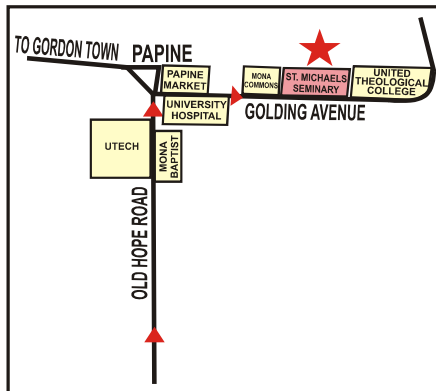 TO GORDON TOWN
PAPINE
PAPINE
MARKET
MONA
COMMONS
ST. MICHAELS
SEMINARY
UNITED
THEOLOGICAL
COLLEGE
UNIVERSITY
HOSPITAL
GOLDING AVENUE
UTECH
MONA
BAPTIST
OLD HOPE ROAD